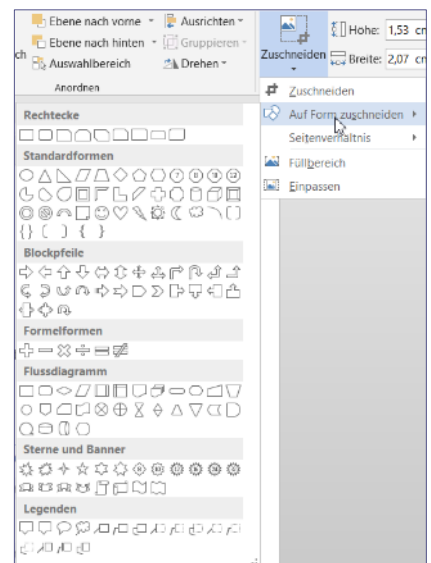 Ebene nach vorne
Ausrichten
Ebene nach hinten
Gruppieren
ch
Auswahlbereich
Drehen
Anordnen
Zuschneiden
Höhe: 1,53 cm
Breite: 2,07 cm
Zuschneiden
Auf Form zuschneiden
Seitenverhältnis
Füllbereich
Einpassen
Rechtecke
Standardformen
Blockpfeile
Formelformen
Flussdiagramm
Sterne und Banner
Legenden